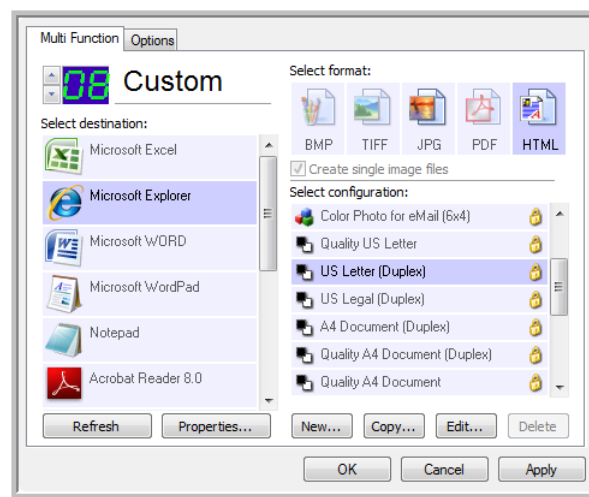 Multi Function Options
08 Custom
Select destination:
Microsoft Excel
Microsoft Explorer
Microsoft WORD
Microsoft WordPad
Notepad
Acrobat Reader 8.0
Refresh Properties...
Select format:
BMP TIFF JPG PDF HTML
Create single image files
Select configuration:
Color Photo for eMail (6x4)
Quality US Letter
US Letter (Duplex)
US Legal (Duplex)
A4 Document (Duplex)
Quality A4 Document (Duplex)
Quality A4 Document
New... Copy... Edit... Delete
OK Cancel Apply